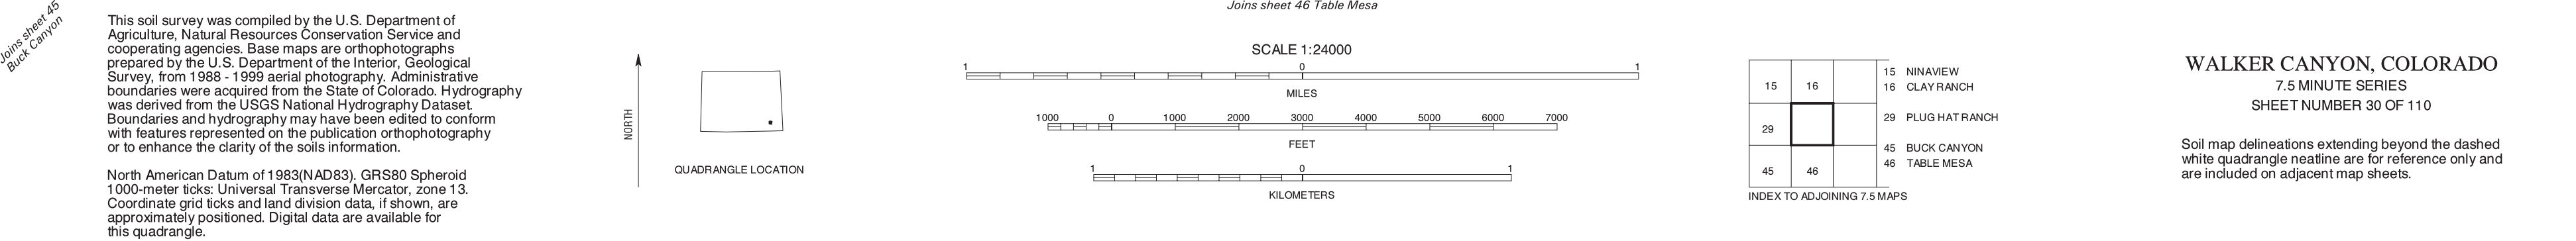 Joins sheet 45
Buck Canyon
This soil survey was compiled by the U.S. Department of
Agriculture, Natural Resources Conservation Service and
cooperating agencies. Base maps are orthophotographs
prepared by the U.S. Department of the Interior, Geological
Survey, from 1988 - 1999 aerial photography. Administrative
boundaries were acquired from the State of Colorado. Hydrography
was derived from the USGS National Hydrography Dataset.
Boundaries and hydrography may have been edited to conform
with features represented on the publication orthophotography
or to enhance the clarity of the soils information.
North American Datum of 1983(NAD83). GRS80 Spheroid
1000-meter ticks: Universal Transverse Mercator, zone 13.
Coordinate grid ticks and land division data, if shown, are
approximately positioned. Digital data are available for
this quadrangle.
NORTH
QUADRANGLE LOCATION
Joins sheet 46 Table Mesa
SCALE 1:24000
1 0 1
MILES
1000 0 1000 2000 3000 4000 5000 6000 7000
FEET
1 0 1
KILOMETERS
15 16
29
45 46
15 NINAVIEW
16 CLAY RANCH
29 PLUG HAT RANCH
45 BUCK CANYON
46 TABLE MESA
INDEX TO ADJOINING 7.5 MAPS
WALKER CANYON, COLORADO
7.5 MINUTE SERIES
SHEET NUMBER 30 OF 110
Soil map delineations extending beyond the dashed
white quadrangle neatline are for reference only and
are included on adjacent map sheets.